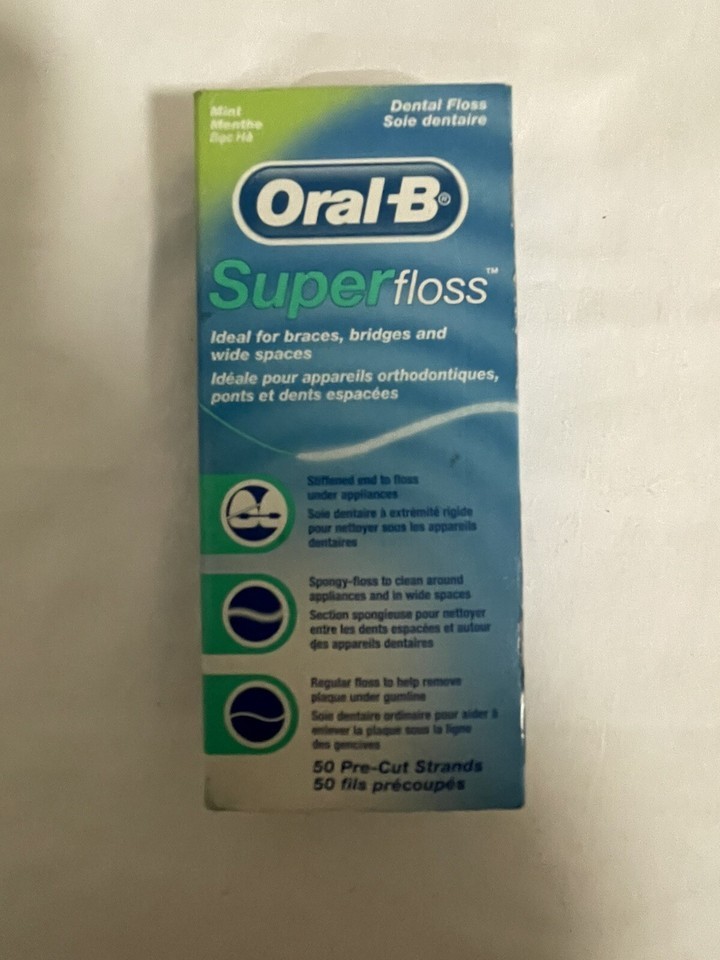 Mint
Menthe
Bạc Hà
Dental Floss
Soie dentaire
Oral-B®
Superfloss™
Ideal for braces, bridges and
wide spaces
Idéale pour appareils orthodontiques,
ponts et dents espacées
Stiffened end to floss
under appliances
Soie dentaire à extrémité rigide
pour nettoyer sous les appareils
dentaires
Spongy-floss to clean around
appliances and in wide spaces
Section spongieuse pour nettoyer
entre les dents espacées et autour
des appareils dentaires
Regular floss to help remove
plaque under gumline
Soie dentaire ordinaire pour aider à
enlever la plaque sous la ligne
des gencives
50 Pre-Cut Strands
50 fils précoupés